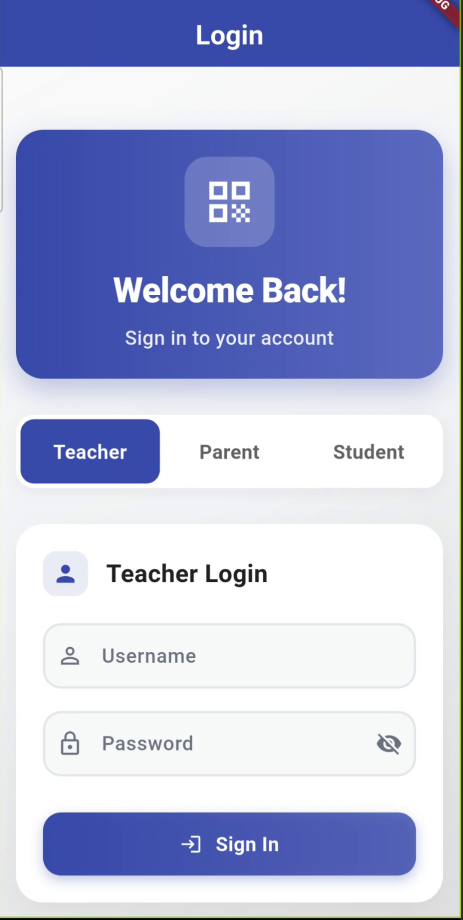 Login
Welcome Back!
Sign in to your account
Teacher Parent Student
Teacher Login
Username
Password
Sign In